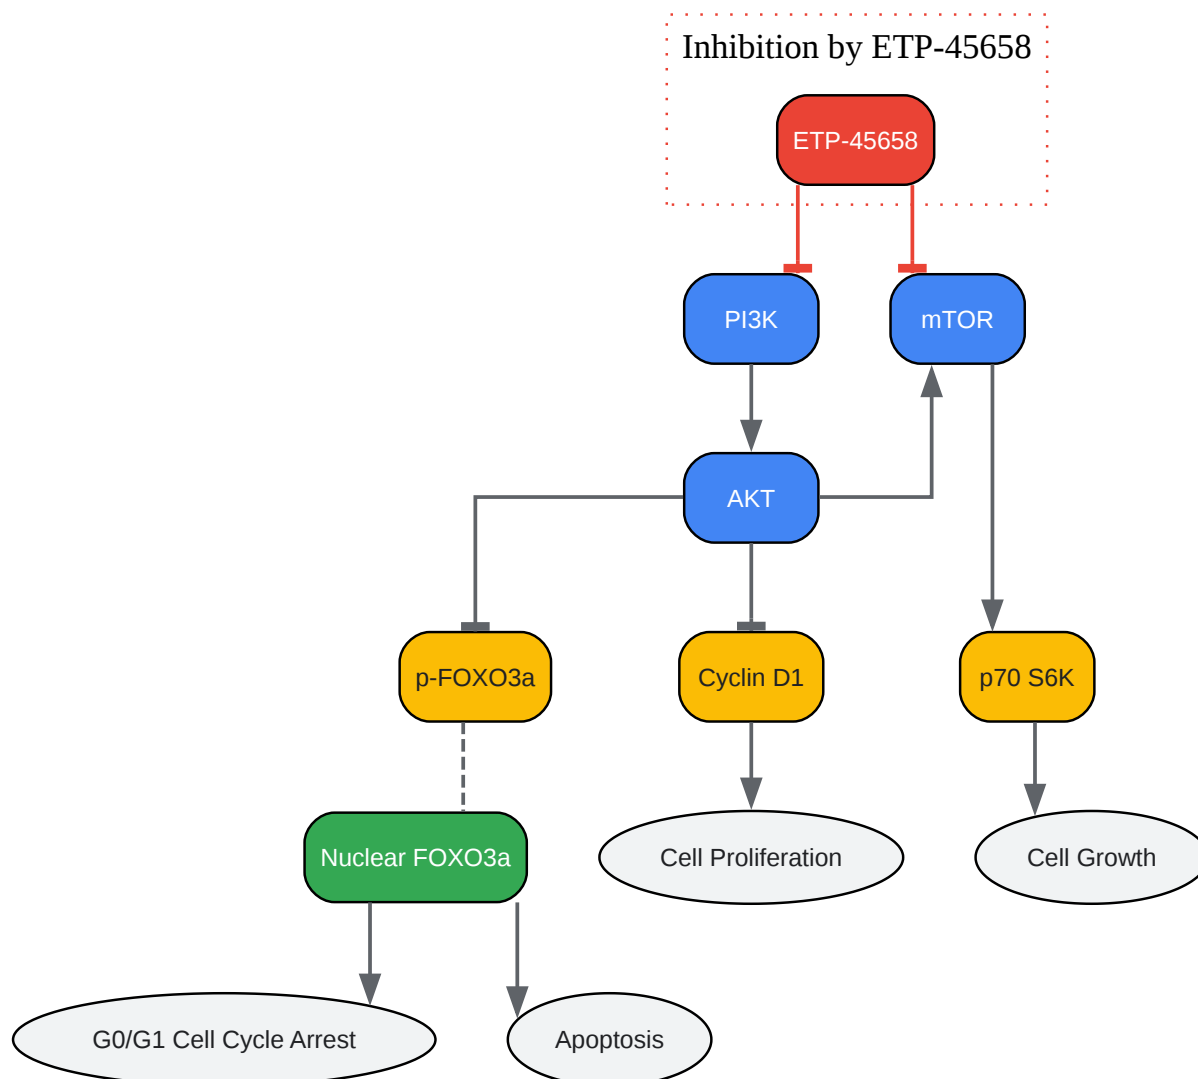 Inhibition by ETP-45658
ETP-45658
PI3K
mTOR
AKT
p-FOXO3a
Cyclin D1
p70 S6K
Nuclear FOXO3a
Cell Proliferation
Cell Growth
G0/G1 Cell Cycle Arrest
Apoptosis